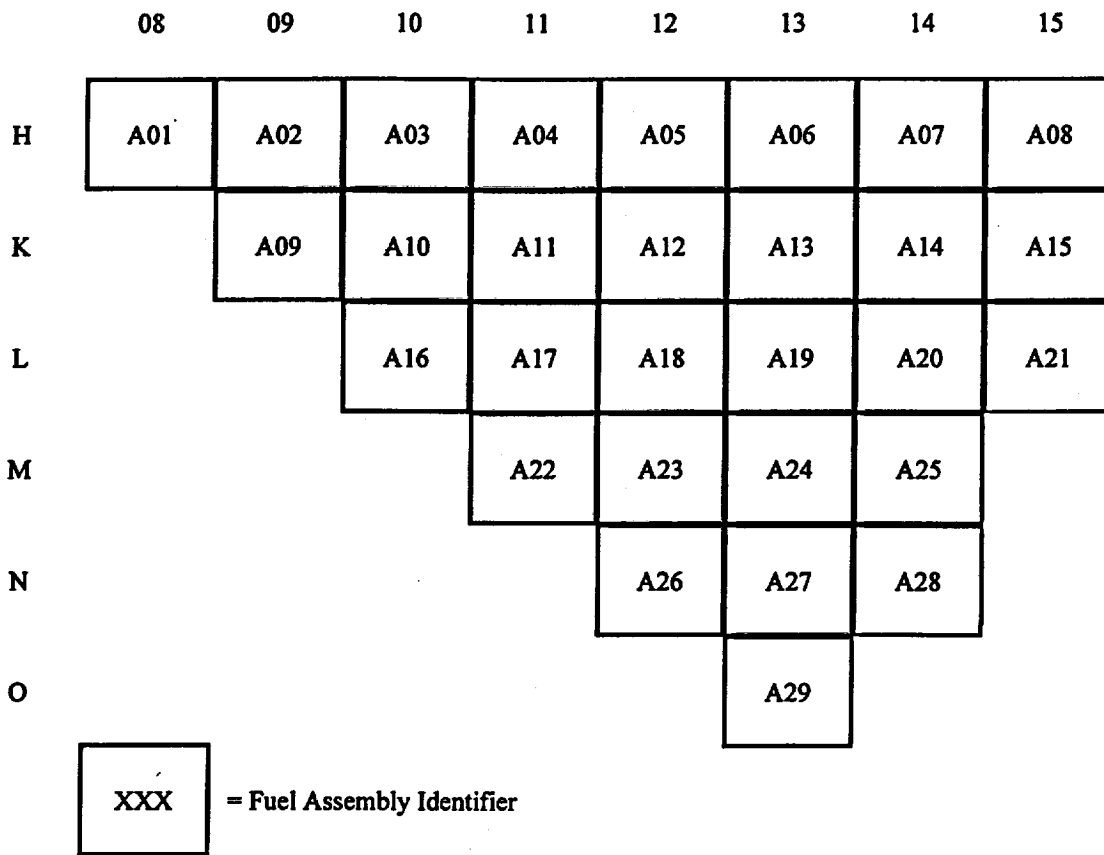 08 09 10 11 12 13 14 15
H A01 A02 A03 A04 A05 A06 A07 A08
K A09 A10 A11 A12 A13 A14 A15
L A16 A17 A18 A19 A20 A21
M A22 A23 A24 A25
N A26 A27 A28
O A29
XXX = Fuel Assembly Identifier